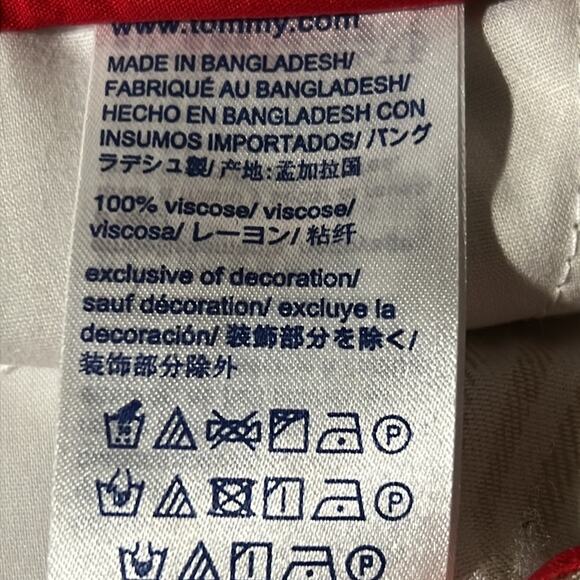 www.tommy.com
MADE IN BANGLADESH/
FABRIQUÉ AU BANGLADESH/
HECHO EN BANGLADESH CON
INSUMOS IMPORTADOS/ バング
ラデシュ製/ 产地:孟加拉国
100% viscose/ viscose/
viscosa/ レーヨン/ 粘纤
exclusive of decoration/
sauf décoration/ excluye la
decoración/ 装飾部分を除く/
装饰部分除外
P
P
P